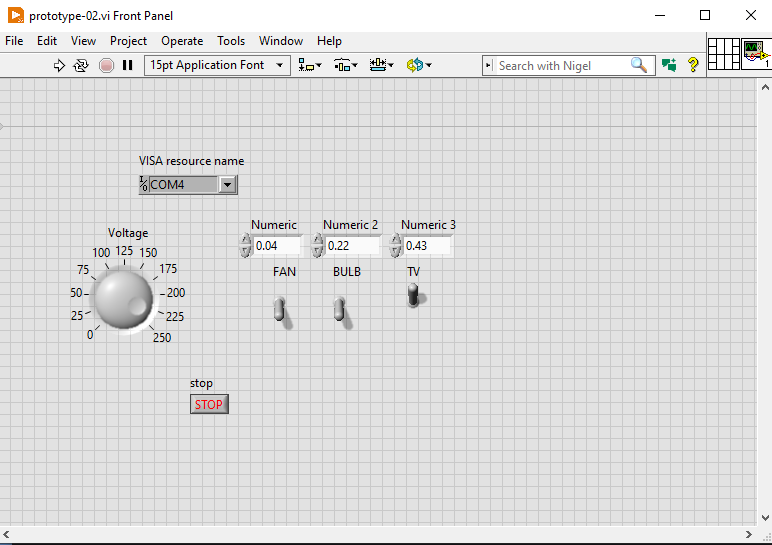 prototype-02.vi Front Panel
File Edit View Project Operate Tools Window Help
15pt Application Font Search with Nigel ?
1
VISA resource name
I/0 COM4
Voltage
0 25 50 75 100 125 150 175 200 225 250
Numeric Numeric 2 Numeric 3
0.04 0.22 0.43
FAN BULB TV
stop
STOP